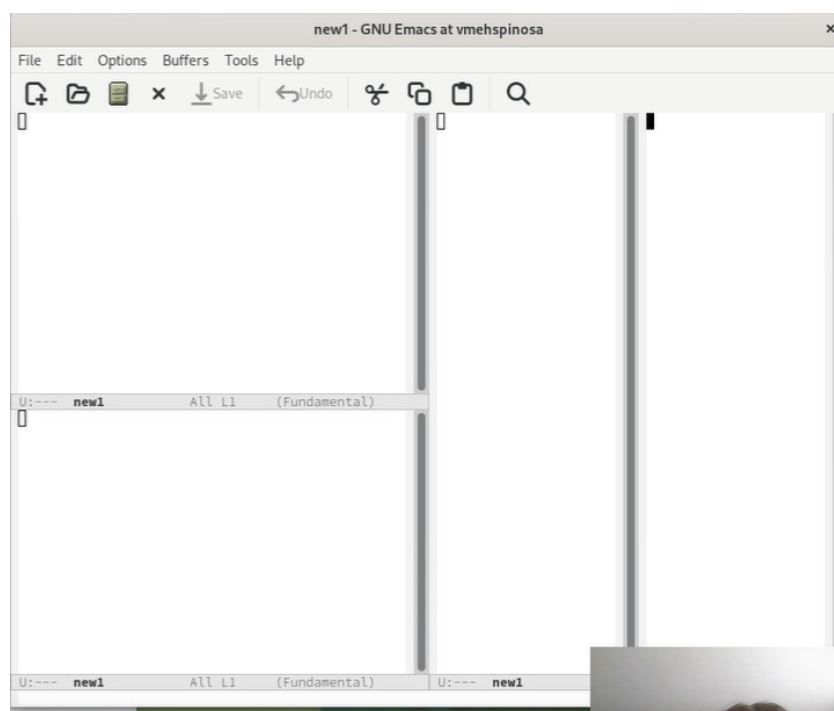 new1 - GNU Emacs at vmehspinosa
File Edit Options Buffers Tools Help
Save Undo
U:--- new1 All L1 (Fundamental)
U:--- new1 All L1 (Fundamental)
U:--- new1